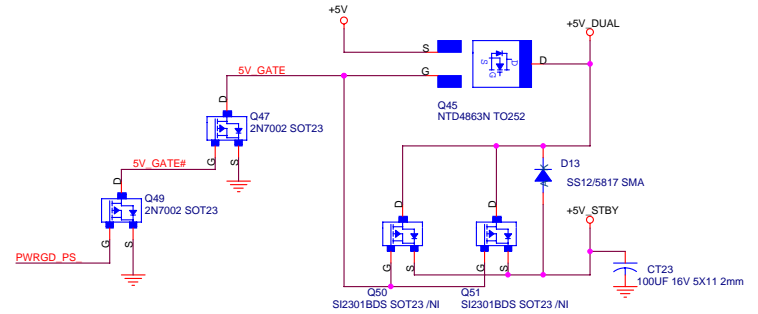 +5V
+5V_DUAL
S
D
5V_GATE
G
S
D
G
Q45
NTD4863N TO252
D
Q47
2N7002 SOT23
G
S
5V_GATE#
D
Q49
2N7002 SOT23
G
S
PWRGD_PS_
D13
SS12/5817 SMA
D
D
+5V_STBY
G
S
G
S
CT23
100UF 16V 5X11 2mm
Q50
SI2301BDS SOT23 /NI
Q51
SI2301BDS SOT23 /NI